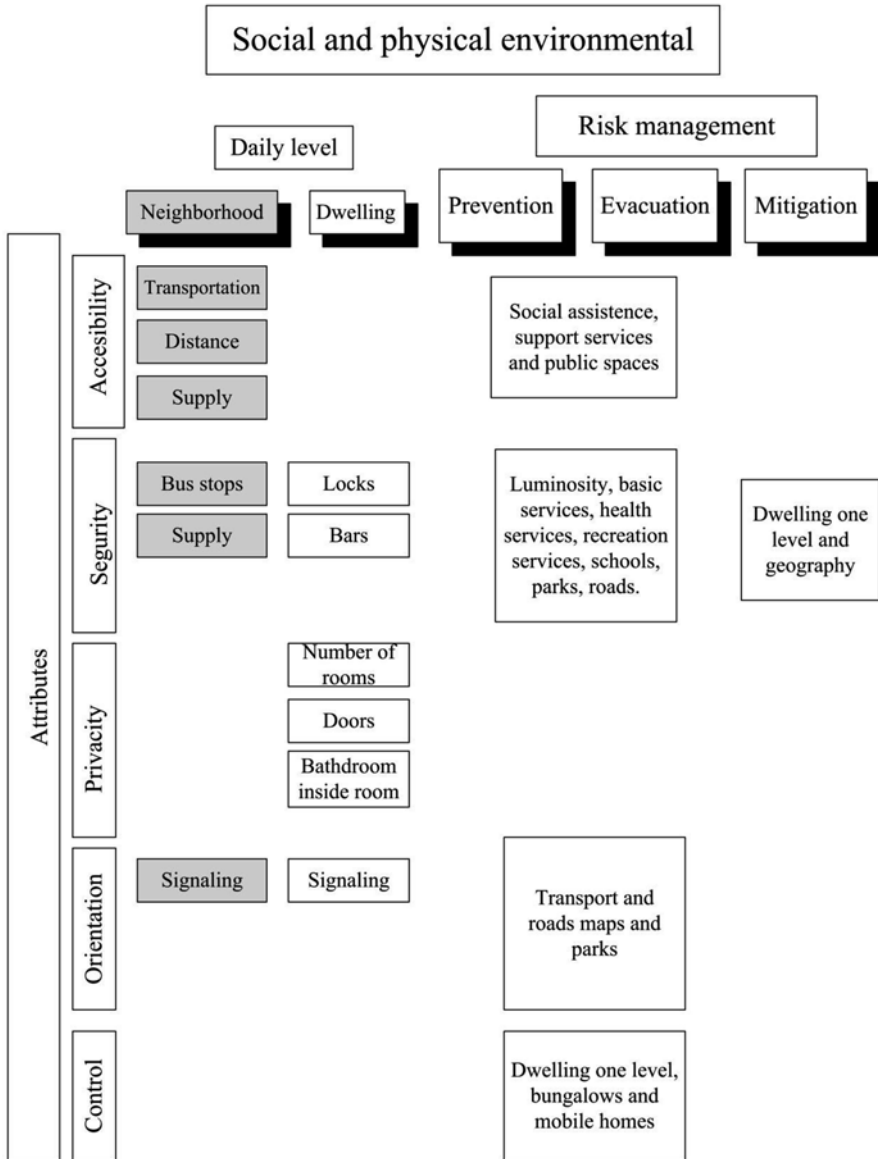 Social and physical environmental
Risk management
Daily level
Neighborhood
Dwelling
Prevention
Evacuation
Mitigation
Attributes
Accesibility
Transportation
Distance
Supply
Social assistence,
support services
and public spaces
Segurity
Bus stops
Locks
Supply
Bars
Luminosity, basic
services, health
services, recreation
services, schools,
parks, roads.
Dwelling one
level and
geography
Privacity
Number of
rooms
Doors
Bathdroom
inside room
Orientation
Signaling
Signaling
Transport and
roads maps and
parks
Control
Dwelling one level,
bungalows and
mobile homes